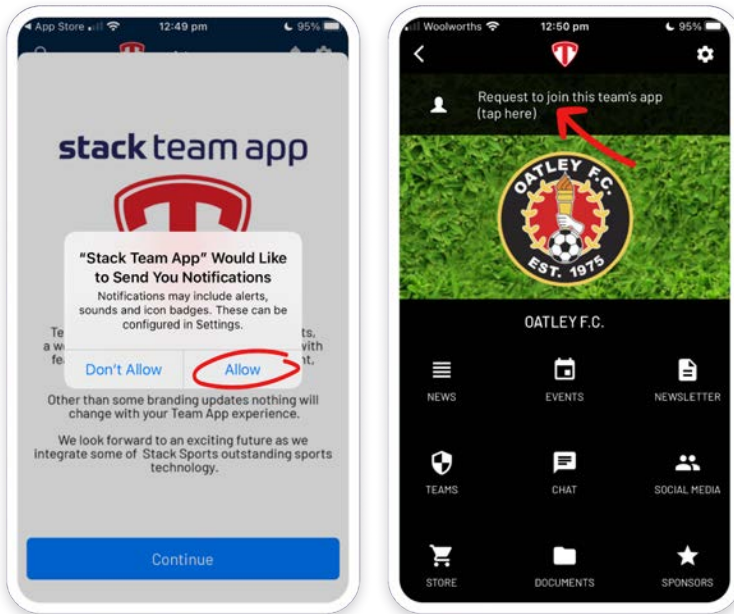 App Store
12:49 pm
95%
stack team app
"Stack Team App" Would Like
to Send You Notifications
Notifications may include alerts,
sounds and icon badges. These can be
configured in Settings.
Don't Allow
Allow
Other than some branding updates nothing will
change with your Team App experience.
We look forward to an exciting future as we
integrate some of Stack Sports outstanding sports
technology.
Continue
Woolworths
12:50 pm
95%
Request to join this team's app
(tap here)
OATLEY F.C.
EST. 1975
OATLEY F.C.
NEWS
EVENTS
NEWSLETTER
TEAMS
CHAT
SOCIAL MEDIA
STORE
DOCUMENTS
SPONSORS